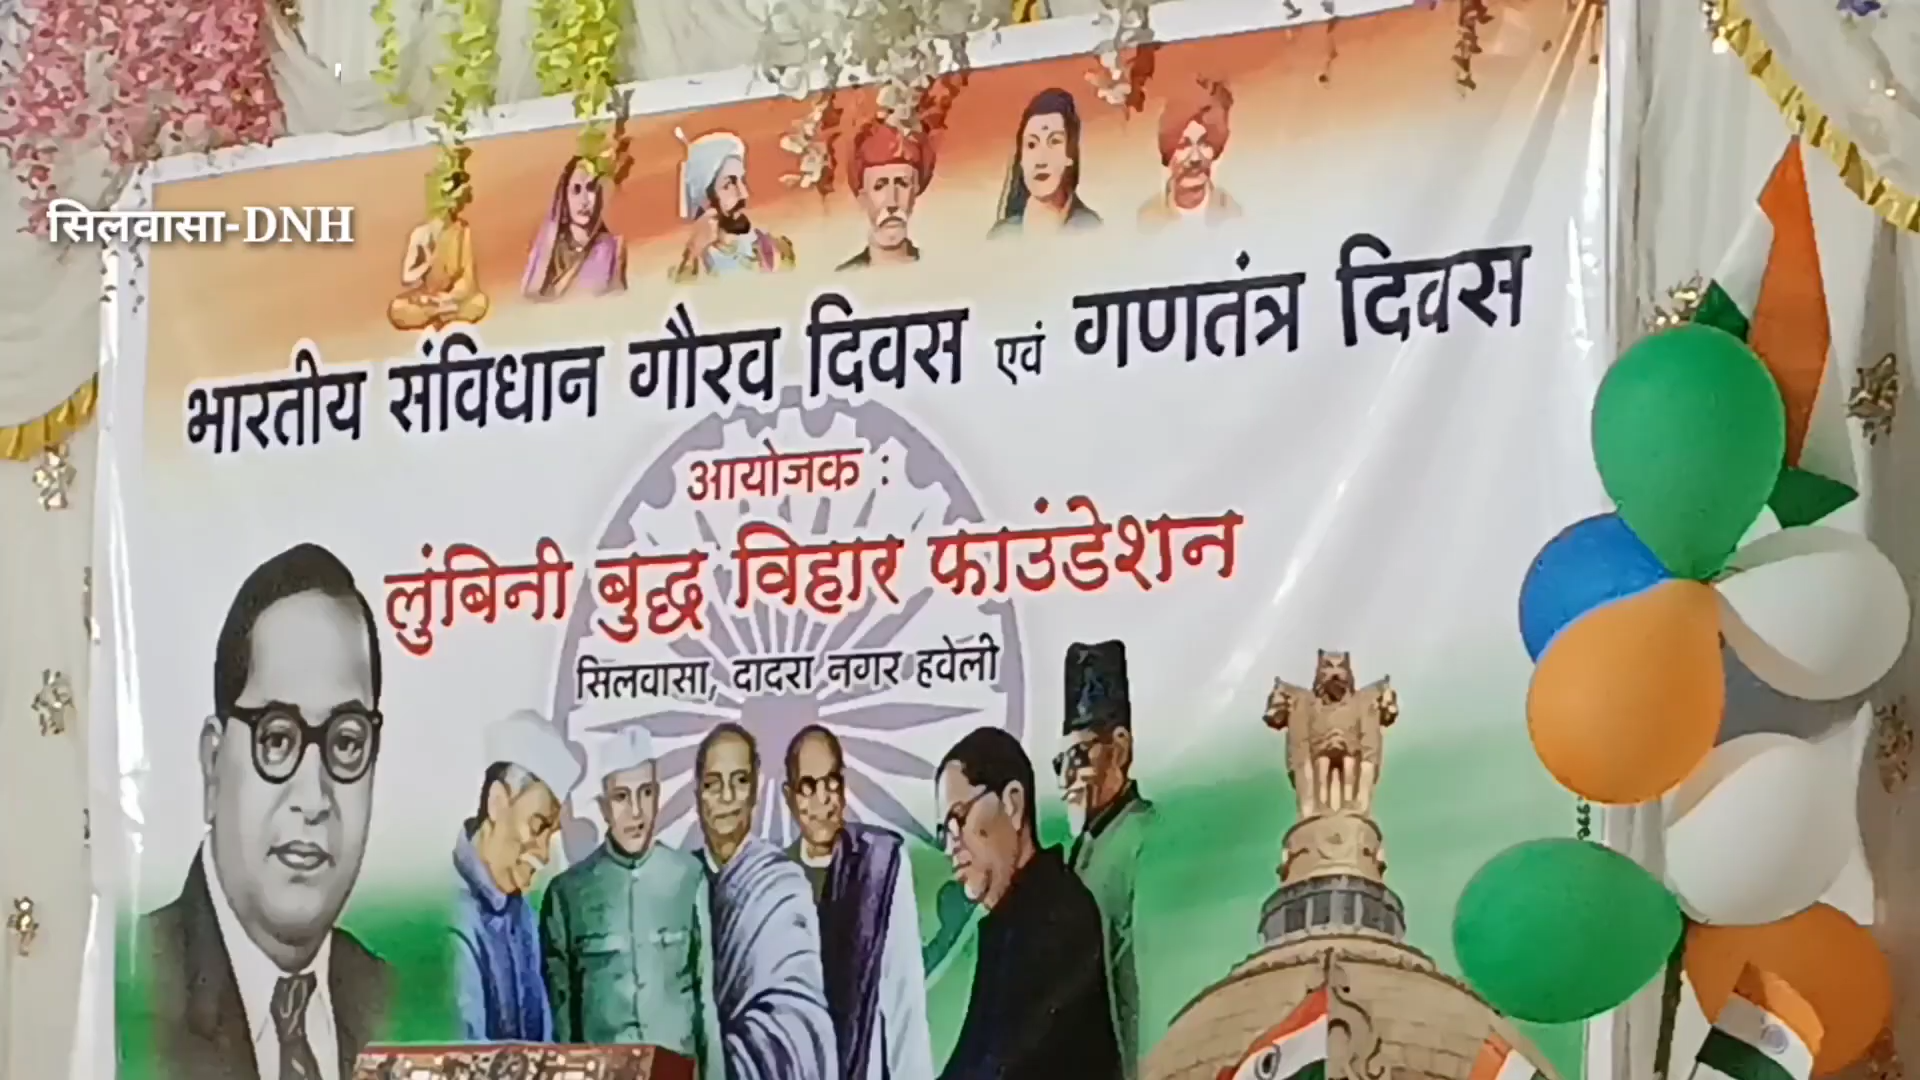 सिलवासा-DNH
भारतीय संविधान गौरव दिवस एवं गणतंत्र दिवस
आयोजक :
लुंबिनी बुद्ध विहार फाउंडेशन
सिलवासा, दादरा नगर हवेली